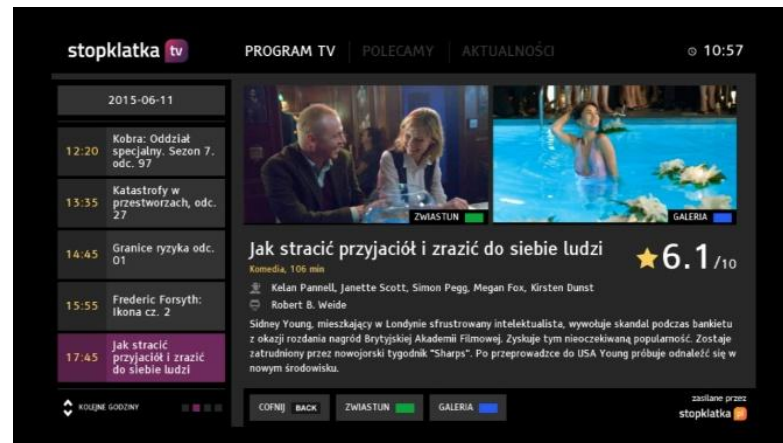 stopklatka tv
PROGRAM TV
POLECAMY
AKTUALNOŚCI
10:57
2015-06-11
12:20
Kobra: Oddział
specjalny. Sezon 7.
odc. 97
13:35
Katastrofy w
przestworzach, odc.
27
14:45
Granice ryzyka odc.
01
15:55
Frederic Forsyth:
Ikona cz. 2
17:45
Jak stracić
przyjaciół i zrazić
do siebie ludzi
KOLEJNE GODZINY
ZWIASTUN
GALERIA
Jak stracić przyjaciół i zrazić do siebie ludzi
6.1/10
Komedia, 106 min
Kelan Pannell, Janette Scott, Simon Pegg, Megan Fox, Kirsten Dunst
Robert B. Weide
Sidney Young, mieszkający w Londynie sfrustrowany intelektualista, wywołuje skandal podczas bankietu
z okazji rozdania nagród Brytyjskiej Akademii Filmowej. Zyskuje tym nieoczekiwaną popularność. Zostaje
zatrudniony przez nowojorski tygodnik "Sharps". Po przeprowadzce do USA Young próbuje odnaleźć się w
nowym środowisku.
COFNIJ BACK
ZWIASTUN
GALERIA
zasilane przez
stopklatka pl